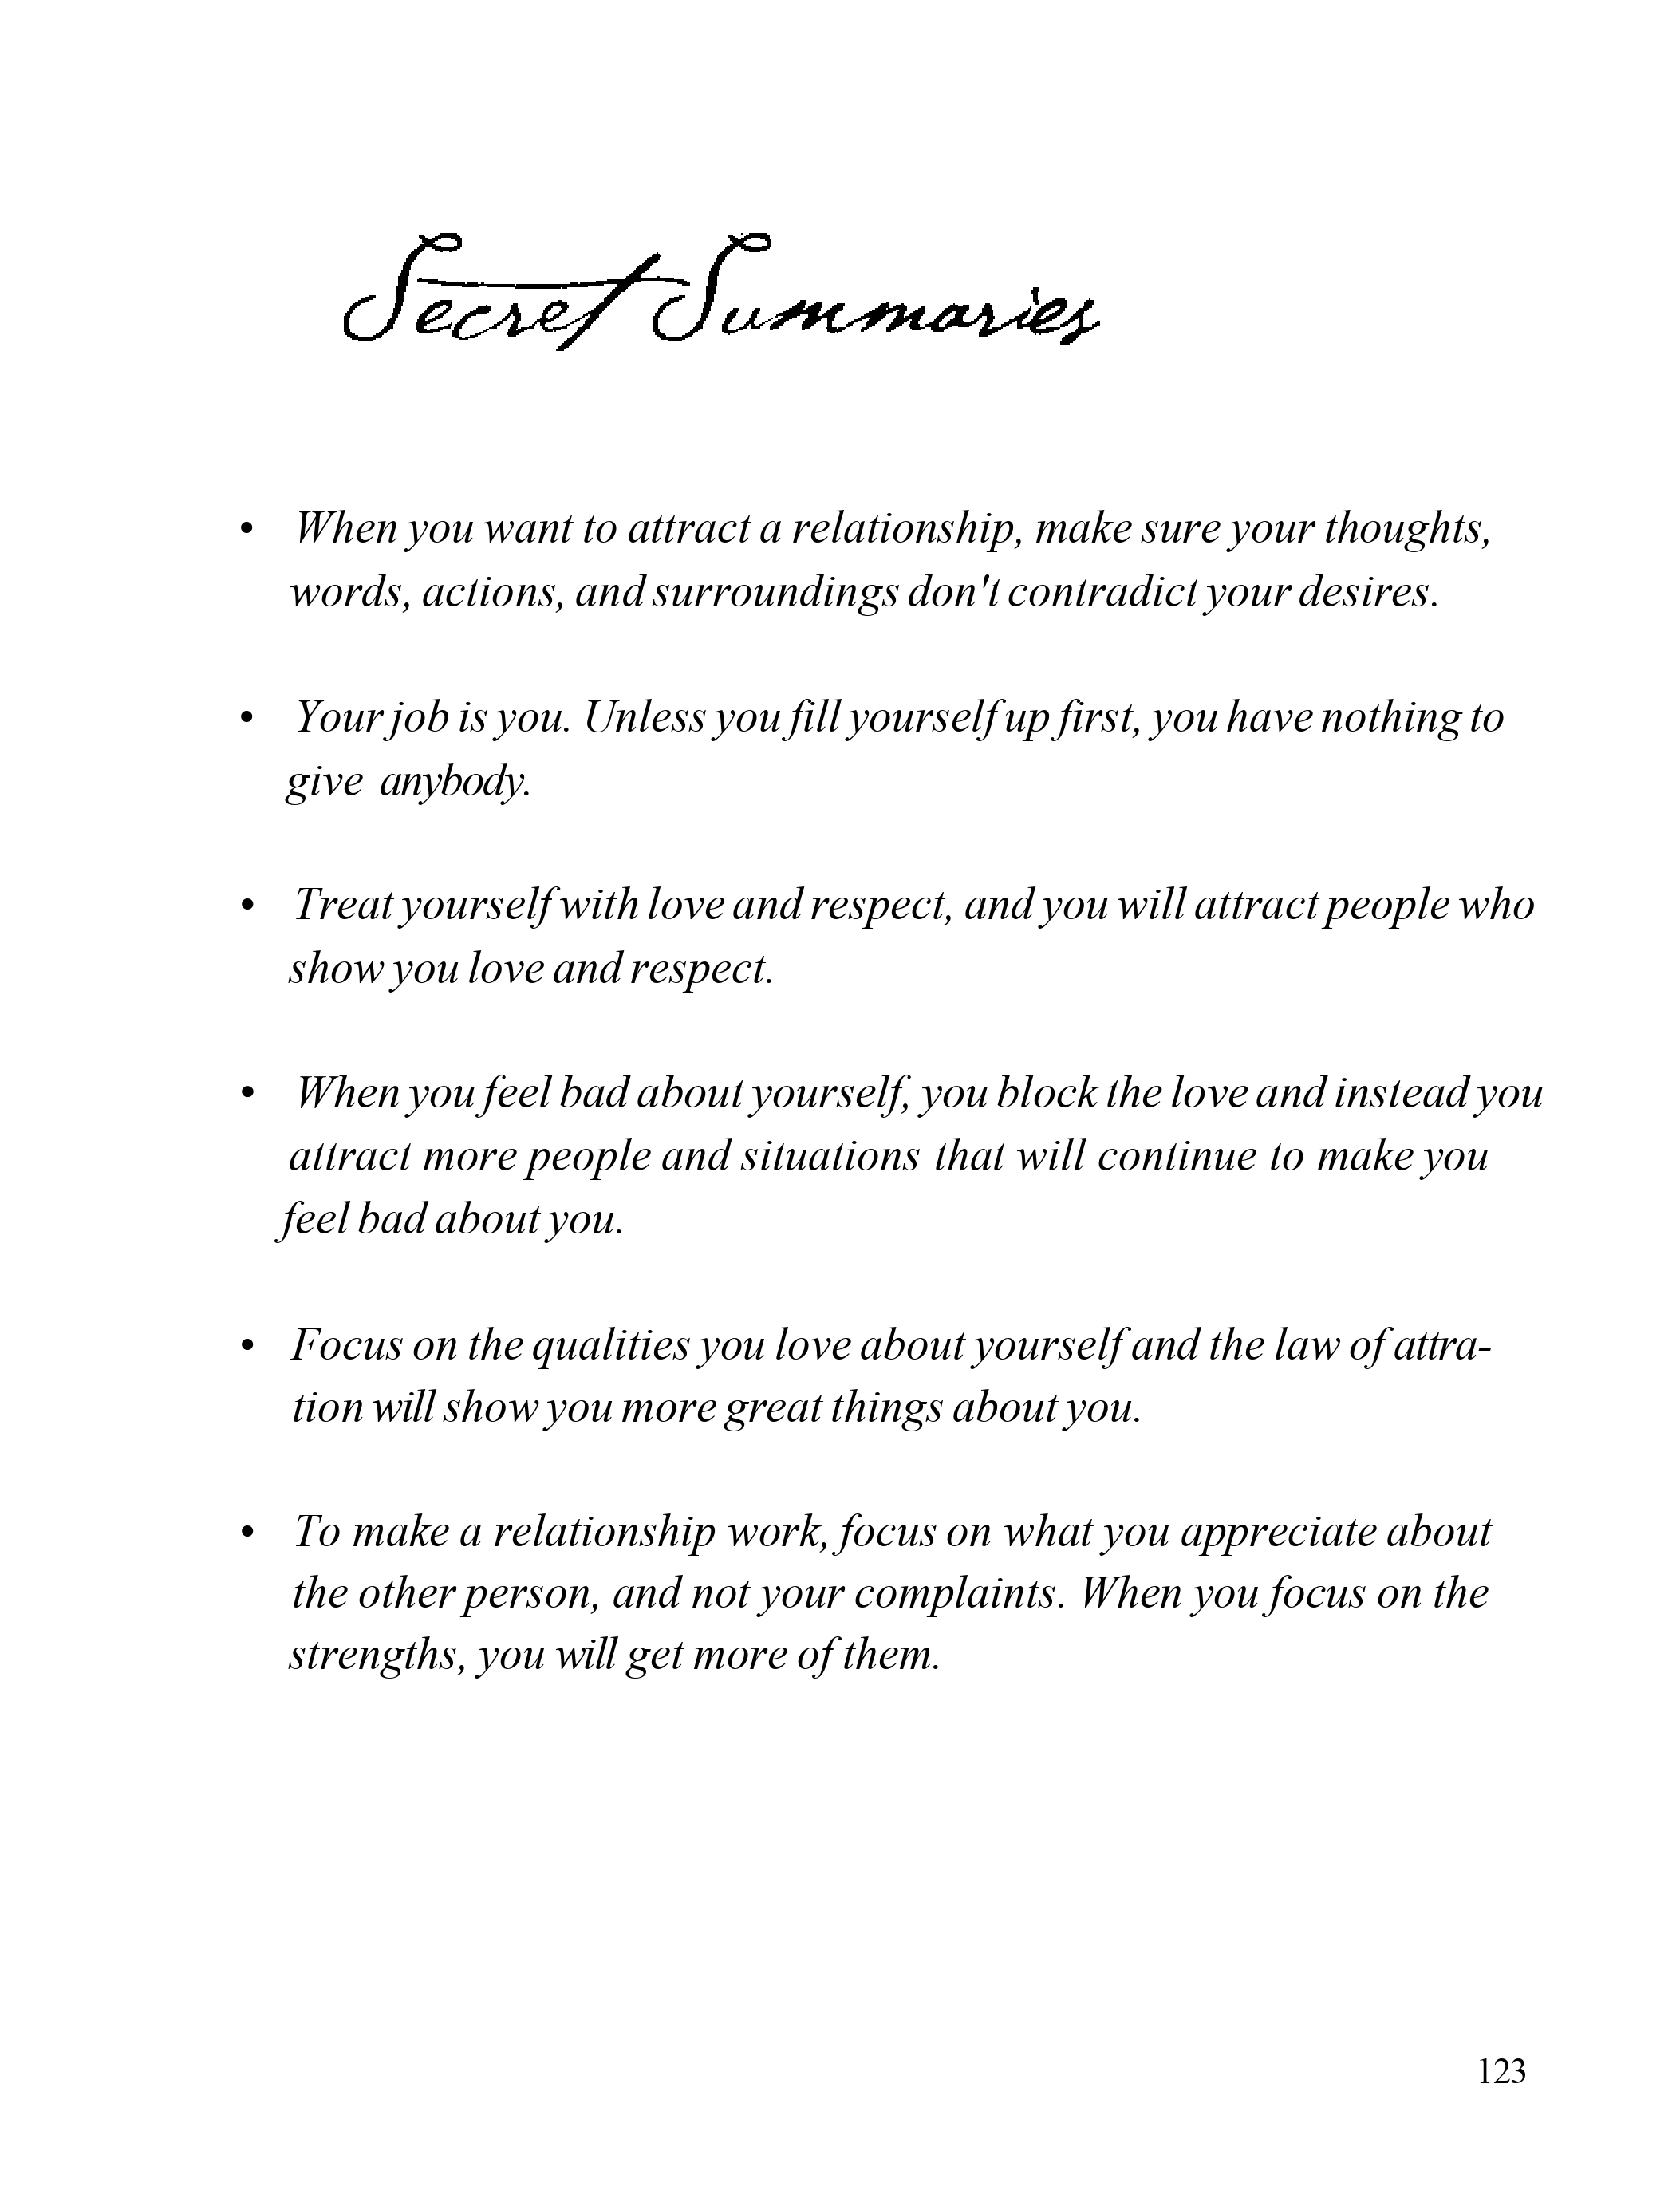 Secret Summaries
• When you want to attract a relationship, make sure your thoughts,
words, actions, and surroundings don't contradict your desires.
• Your job is you. Unless you fill yourself up first, you have nothing to
give anybody.
• Treat yourself with love and respect, and you will attract people who
show you love and respect.
• When you feel bad about yourself, you block the love and instead you
attract more people and situations that will continue to make you
feel bad about you.
• Focus on the qualities you love about yourself and the law of attra-
tion will show you more great things about you.
• To make a relationship work, focus on what you appreciate about
the other person, and not your complaints. When you focus on the
strengths, you will get more of them.
123